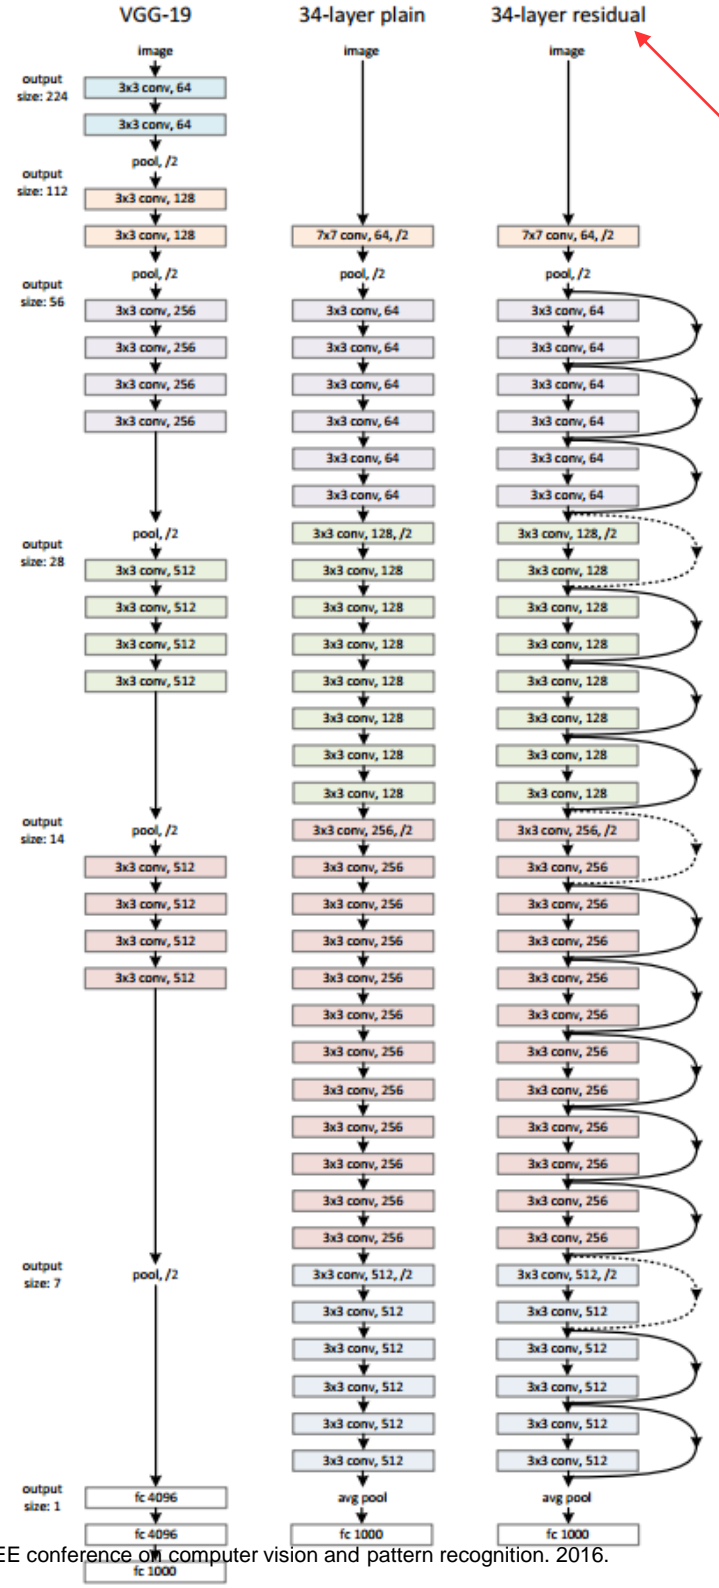 VGG-19
image
output
size: 224
3x3 conv, 64
3x3 conv, 64
pool, /2
output
size: 112
3x3 conv, 128
3x3 conv, 128
pool, /2
output
size: 56
3x3 conv, 256
3x3 conv, 256
3x3 conv, 256
3x3 conv, 256
output
size: 28
pool, /2
3x3 conv, 512
3x3 conv, 512
3x3 conv, 512
3x3 conv, 512
output
size: 14
pool, /2
3x3 conv, 512
3x3 conv, 512
3x3 conv, 512
3x3 conv, 512
output
size: 7
pool, /2
output
size: 1
fc 4096
fc 4096
fc 1000
34-layer plain
image
7x7 conv, 64, /2
pool, /2
3x3 conv, 64
3x3 conv, 64
3x3 conv, 64
3x3 conv, 64
3x3 conv, 64
3x3 conv, 64
3x3 conv, 128, /2
3x3 conv, 128
3x3 conv, 128
3x3 conv, 128
3x3 conv, 128
3x3 conv, 128
3x3 conv, 128
3x3 conv, 128
3x3 conv, 256, /2
3x3 conv, 256
3x3 conv, 256
3x3 conv, 256
3x3 conv, 256
3x3 conv, 256
3x3 conv, 256
3x3 conv, 256
3x3 conv, 256
3x3 conv, 256
3x3 conv, 256
3x3 conv, 256
3x3 conv, 512, /2
3x3 conv, 512
3x3 conv, 512
3x3 conv, 512
3x3 conv, 512
3x3 conv, 512
avg pool
fc 1000
34-layer residual
image
7x7 conv, 64, /2
pool, /2
3x3 conv, 64
3x3 conv, 64
3x3 conv, 64
3x3 conv, 64
3x3 conv, 64
3x3 conv, 64
3x3 conv, 128, /2
3x3 conv, 128
3x3 conv, 128
3x3 conv, 128
3x3 conv, 128
3x3 conv, 128
3x3 conv, 128
3x3 conv, 128
3x3 conv, 256, /2
3x3 conv, 256
3x3 conv, 256
3x3 conv, 256
3x3 conv, 256
3x3 conv, 256
3x3 conv, 256
3x3 conv, 256
3x3 conv, 256
3x3 conv, 256
3x3 conv, 256
3x3 conv, 256
3x3 conv, 512, /2
3x3 conv, 512
3x3 conv, 512
3x3 conv, 512
3x3 conv, 512
3x3 conv, 512
avg pool
fc 1000
EE conference on computer vision and pattern recognition. 2016.